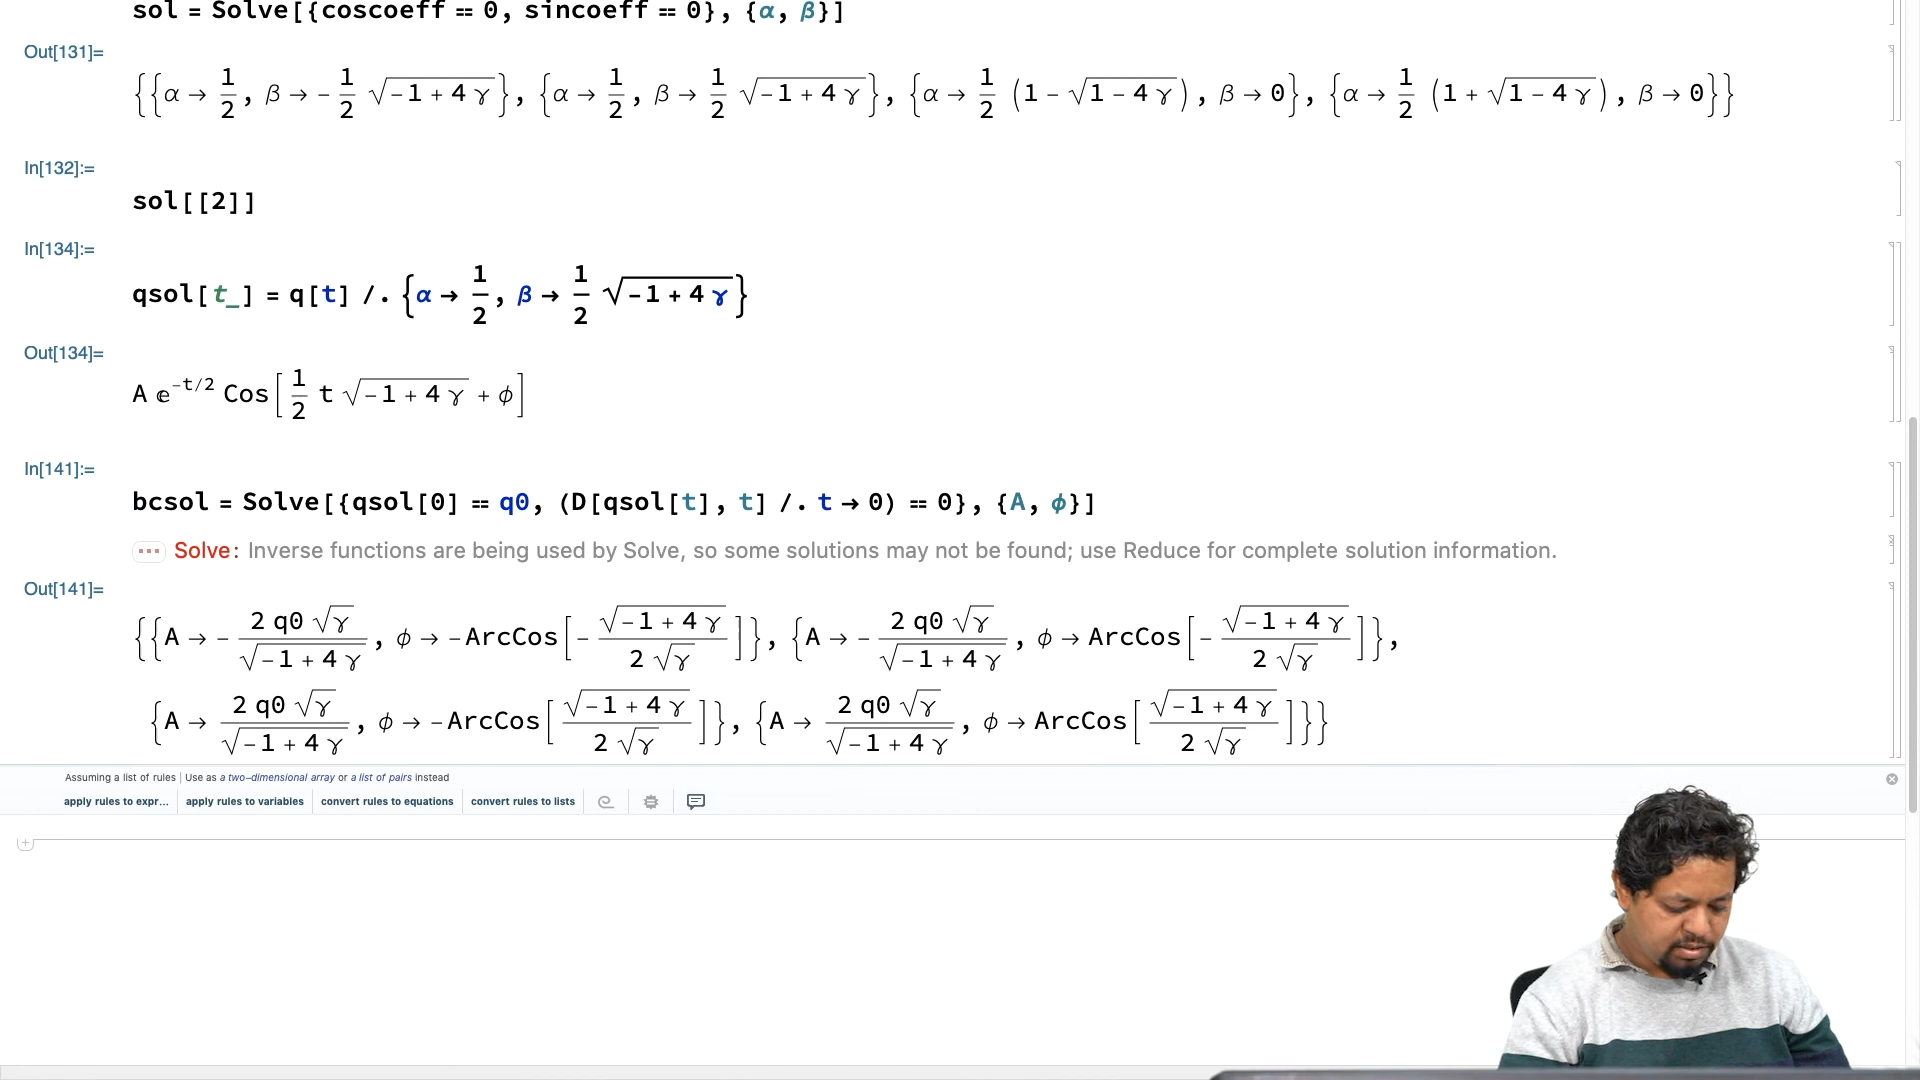 sol = Solve[{coscoeff == 0, sincoeff == 0}, {α, β}]
Out[131]=
{{α → 1/2, β → - 1/2 √(-1 + 4 γ)}, {α → 1/2, β → 1/2 √(-1 + 4 γ)}, {α → 1/2 (1 - √(1 - 4 γ)), β → 0}, {α → 1/2 (1 + √(1 - 4 γ)), β → 0}}
In[132]:=
sol[[2]]
In[134]:=
qsol[t_] = q[t] /. {α → 1/2, β → 1/2 √(-1 + 4 γ)}
Out[134]=
A e^(-t/2) Cos[1/2 t √(-1 + 4 γ) + ϕ]
In[141]:=
bcsol = Solve[{qsol[0] == q0, (D[qsol[t], t] /. t → 0) == 0}, {A, ϕ}]
Solve: Inverse functions are being used by Solve, so some solutions may not be found; use Reduce for complete solution information.
Out[141]=
{{A → - (2 q0 √γ)/√(-1 + 4 γ), ϕ → -ArcCos[- √(-1 + 4 γ)/(2 √γ)]}, {A → - (2 q0 √γ)/√(-1 + 4 γ), ϕ → ArcCos[- √(-1 + 4 γ)/(2 √γ)]},
{A → (2 q0 √γ)/√(-1 + 4 γ), ϕ → -ArcCos[√(-1 + 4 γ)/(2 √γ)]}, {A → (2 q0 √γ)/√(-1 + 4 γ), ϕ → ArcCos[√(-1 + 4 γ)/(2 √γ)]}}
Assuming a list of rules | Use as a two-dimensional array or a list of pairs instead
apply rules to expr... apply rules to variables convert rules to equations convert rules to lists